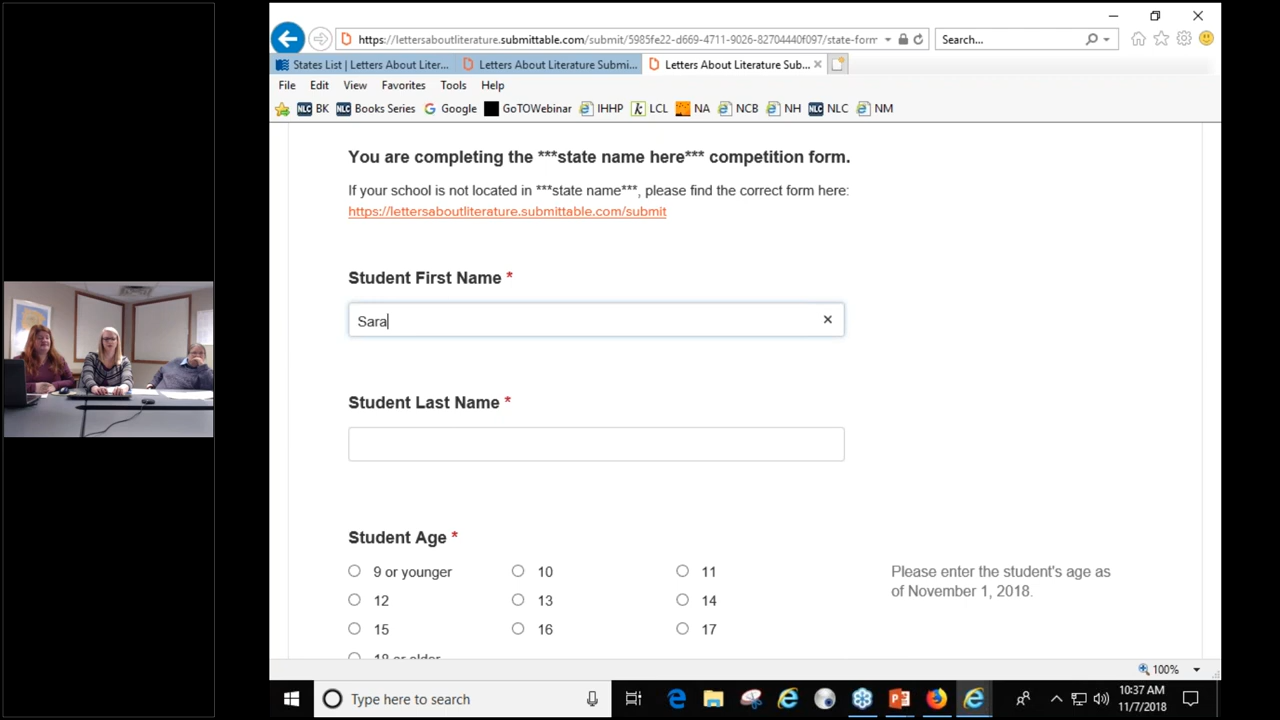 https://lettersaboutliterature.submittable.com/submit/5985fe22-d669-4711-9026-82704440f097/state-form
Search...
States List | Letters About Liter...
Letters About Literature Submi...
Letters About Literature Sub...
File Edit View Favorites Tools Help
NLC BK NLC Books Series Google GoTOWebinar IHHP k LCL NA NCB NH NLC NLC NM
You are completing the ***state name here*** competition form.
If your school is not located in ***state name***, please find the correct form here:
https://lettersaboutliterature.submittable.com/submit
Student First Name *
Sara
Student Last Name *
Student Age *
9 or younger 10 11
Please enter the student's age as
of November 1, 2018.
12 13 14
15 16 17
18 or older
100%
Type here to search
10:37 AM
11/7/2018